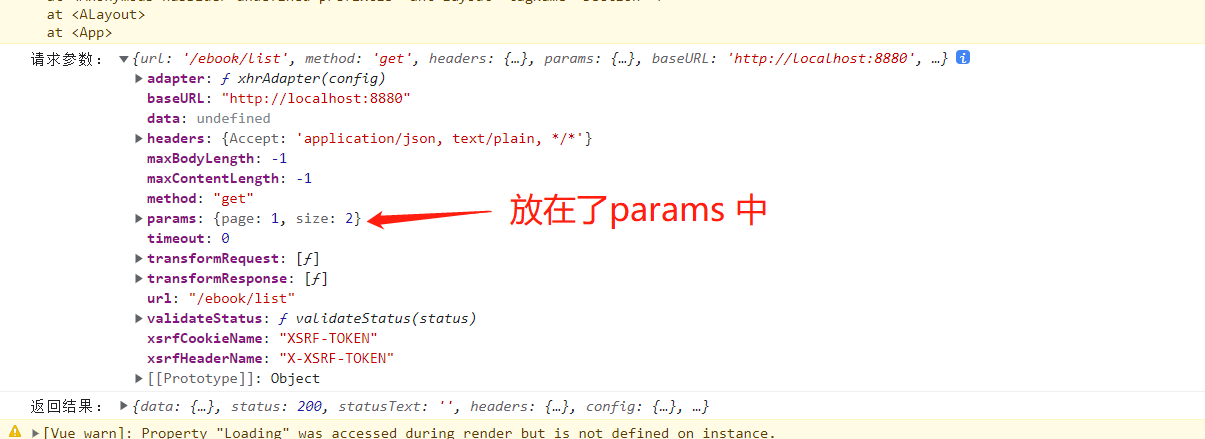 at <ALayout>
at <App>
请求参数： ▼{url: '/ebook/list', method: 'get', headers: {…}, params: {…}, baseURL: 'http://localhost:8880', …} i
▶adapter: ƒ xhrAdapter(config)
baseURL: "http://localhost:8880"
data: undefined
▶headers: {Accept: 'application/json, text/plain, */*'}
maxBodyLength: -1
maxContentLength: -1
method: "get"
▶params: {page: 1, size: 2}
放在了params 中
timeout: 0
▶transformRequest: [ƒ]
▶transformResponse: [ƒ]
url: "/ebook/list"
▶validateStatus: ƒ validateStatus(status)
xsrfCookieName: "XSRF-TOKEN"
xsrfHeaderName: "X-XSRF-TOKEN"
▶[[Prototype]]: Object
返回结果： ▶{data: {…}, status: 200, statusText: '', headers: {…}, config: {…}, …}
▶[Vue warn]: Property "Loading" was accessed during render but is not defined on instance.